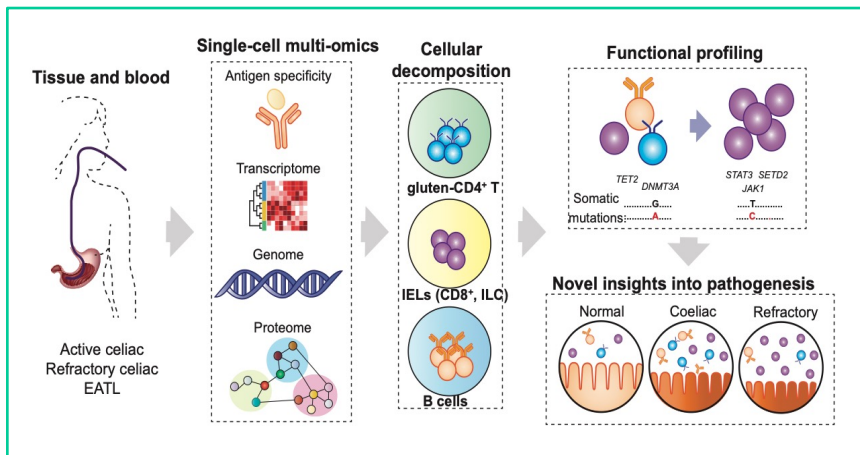 Tissue and blood
Active celiac
Refractory celiac
EATL
Single-cell multi-omics
Antigen specificity
Transcriptome
Genome
Proteome
Cellular
decomposition
gluten-CD4⁺ T
IELs (CD8⁺, ILC)
B cells
Functional profiling
TET2
DNMT3A
STAT3 SETD2
JAK1
Somatic
mutations:
............G............
............A............
............T............
............C............
Novel insights into pathogenesis
Normal
Coeliac
Refractory